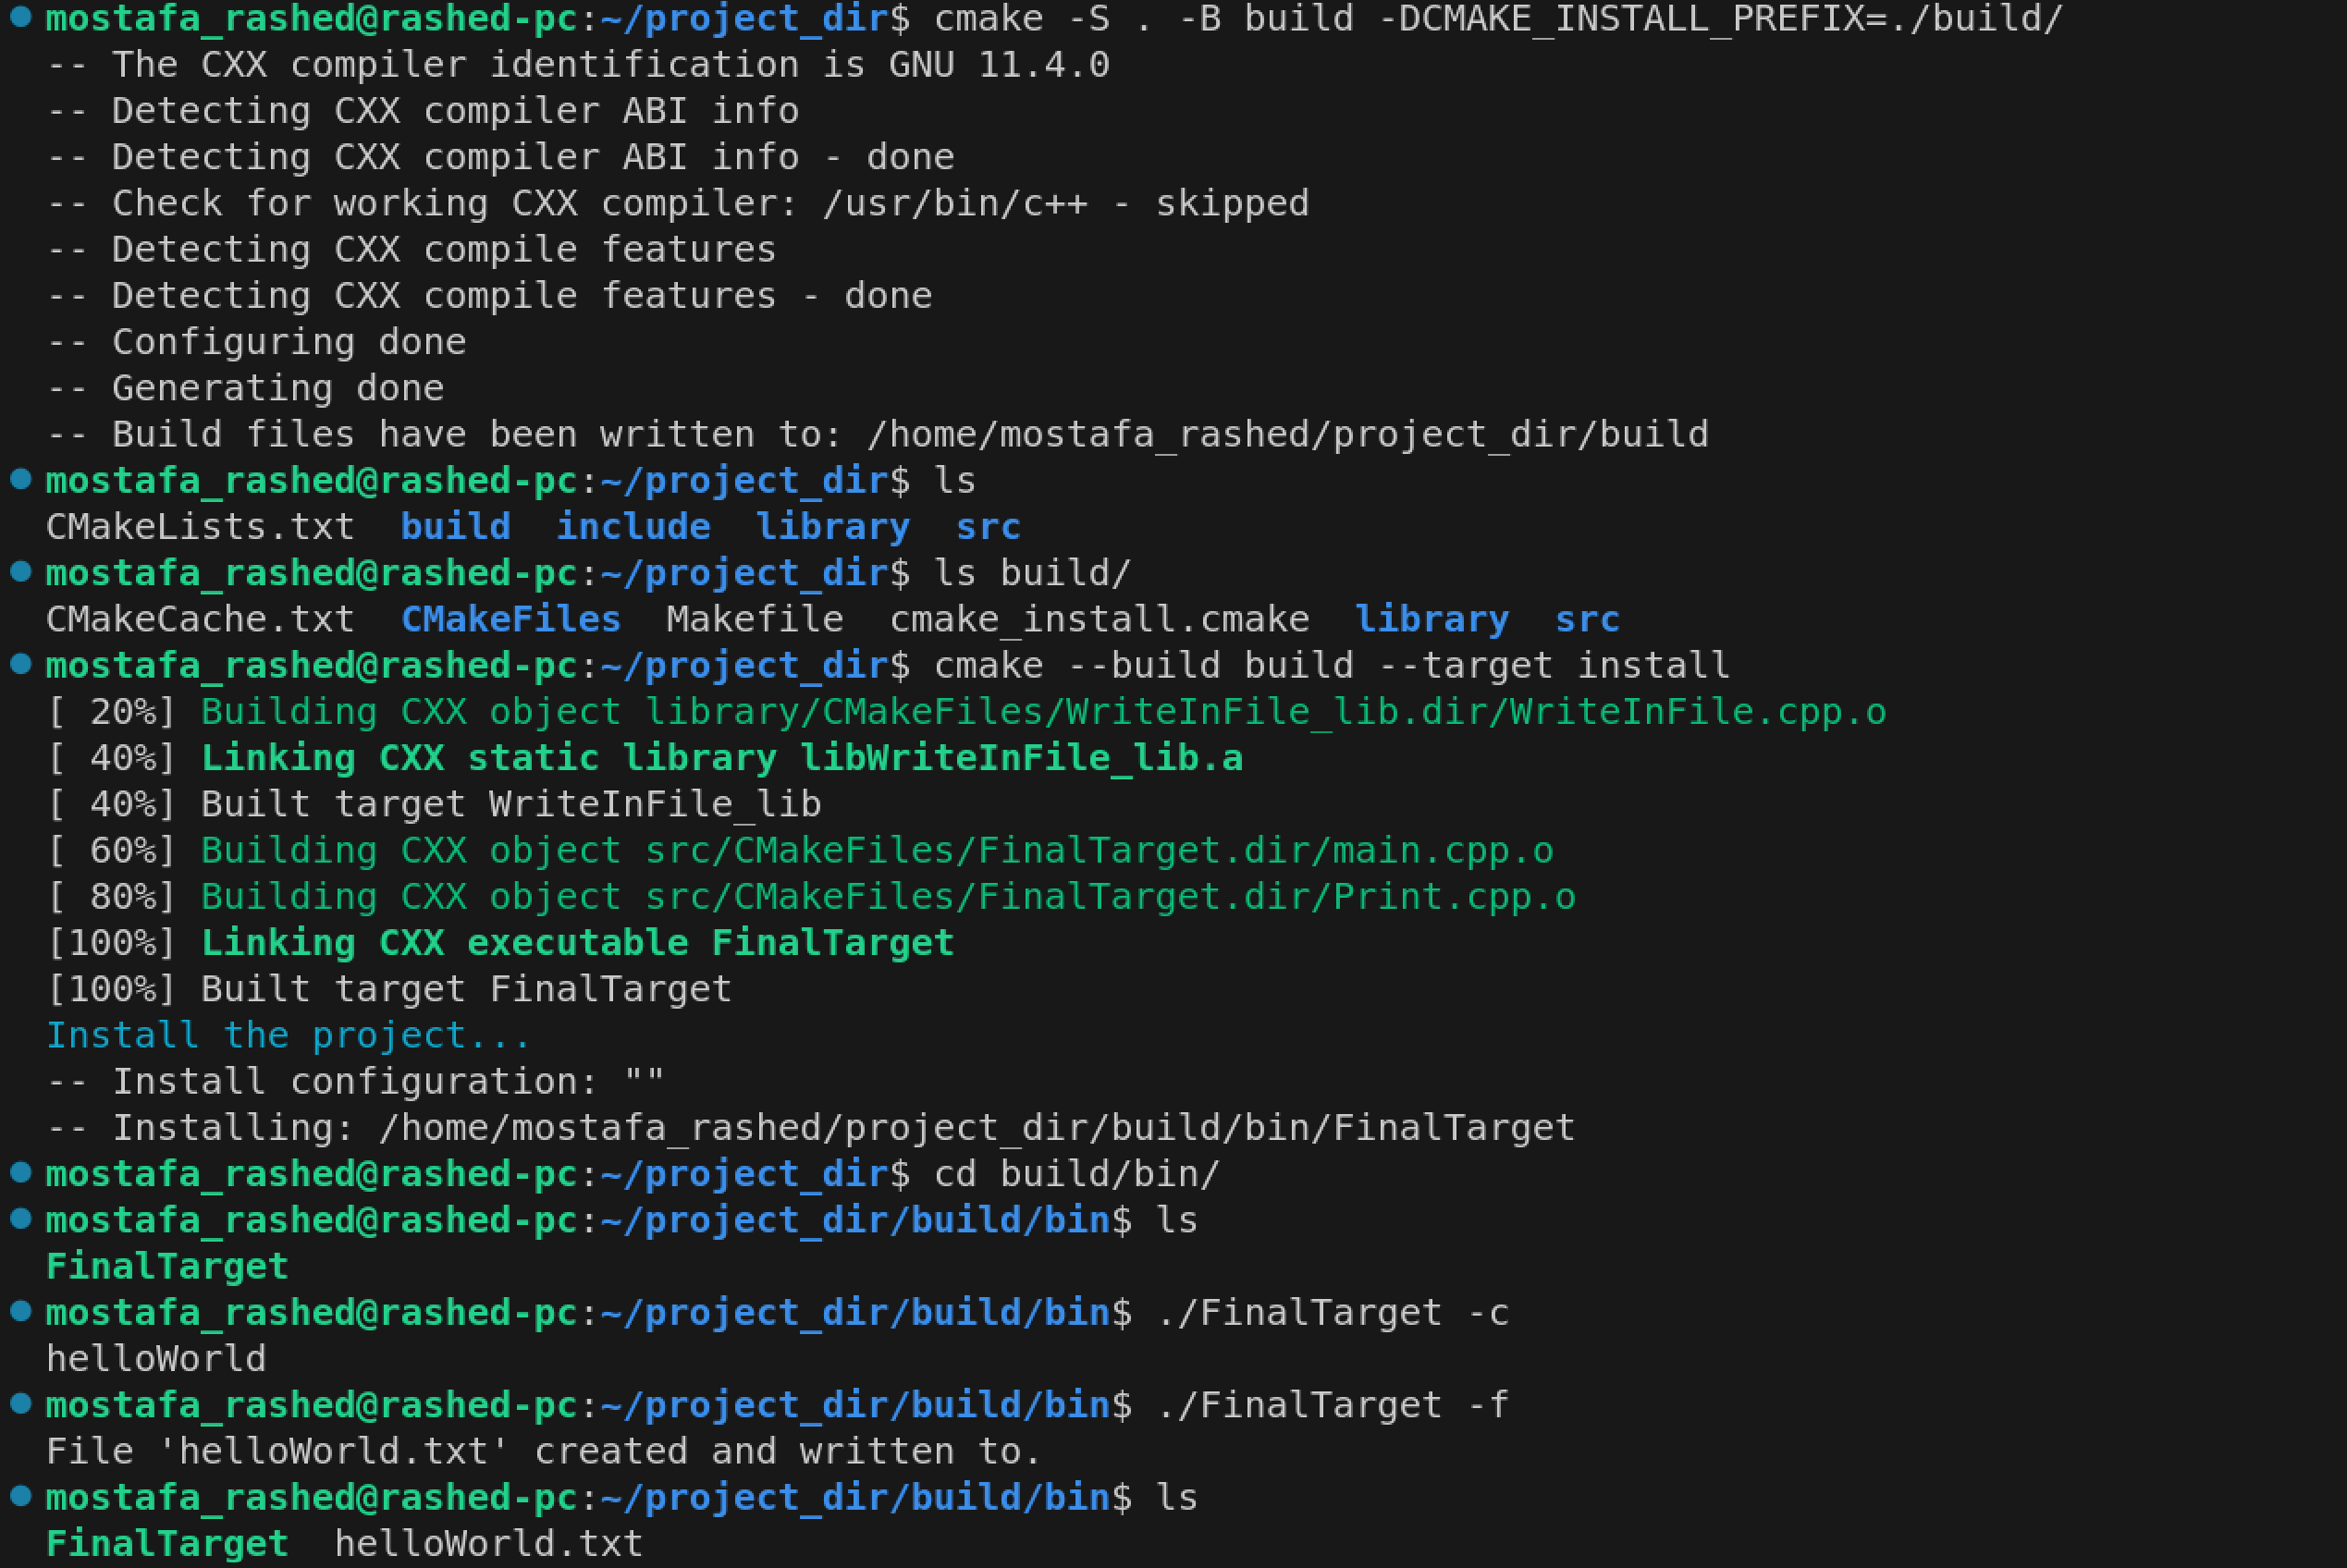 mostafa_rashed@rashed-pc:~/project_dir$ cmake -S . -B build -DCMAKE_INSTALL_PREFIX=./build/
-- The CXX compiler identification is GNU 11.4.0
-- Detecting CXX compiler ABI info
-- Detecting CXX compiler ABI info - done
-- Check for working CXX compiler: /usr/bin/c++ - skipped
-- Detecting CXX compile features
-- Detecting CXX compile features - done
-- Configuring done
-- Generating done
-- Build files have been written to: /home/mostafa_rashed/project_dir/build
mostafa_rashed@rashed-pc:~/project_dir$ ls
CMakeLists.txt  build  include  library  src
mostafa_rashed@rashed-pc:~/project_dir$ ls build/
CMakeCache.txt  CMakeFiles  Makefile  cmake_install.cmake  library  src
mostafa_rashed@rashed-pc:~/project_dir$ cmake --build build --target install
[ 20%] Building CXX object library/CMakeFiles/WriteInFile_lib.dir/WriteInFile.cpp.o
[ 40%] Linking CXX static library libWriteInFile_lib.a
[ 40%] Built target WriteInFile_lib
[ 60%] Building CXX object src/CMakeFiles/FinalTarget.dir/main.cpp.o
[ 80%] Building CXX object src/CMakeFiles/FinalTarget.dir/Print.cpp.o
[100%] Linking CXX executable FinalTarget
[100%] Built target FinalTarget
Install the project...
-- Install configuration: ""
-- Installing: /home/mostafa_rashed/project_dir/build/bin/FinalTarget
mostafa_rashed@rashed-pc:~/project_dir$ cd build/bin/
mostafa_rashed@rashed-pc:~/project_dir/build/bin$ ls
FinalTarget
mostafa_rashed@rashed-pc:~/project_dir/build/bin$ ./FinalTarget -c
helloWorld
mostafa_rashed@rashed-pc:~/project_dir/build/bin$ ./FinalTarget -f
File 'helloWorld.txt' created and written to.
mostafa_rashed@rashed-pc:~/project_dir/build/bin$ ls
FinalTarget  helloWorld.txt